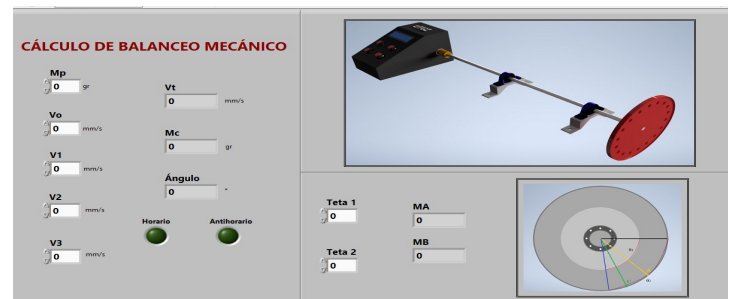 CÁLCULO DE BALANCEO MECÁNICO
Mp
0 gr
Vo
0 mm/s
V1
0 mm/s
V2
0 mm/s
V3
0 mm/s
Vt
0 mm/s
Mc
0 gr
Ángulo
0 °
Horario Antihorario
Teta 1
0
Teta 2
0
MA
0
MB
0